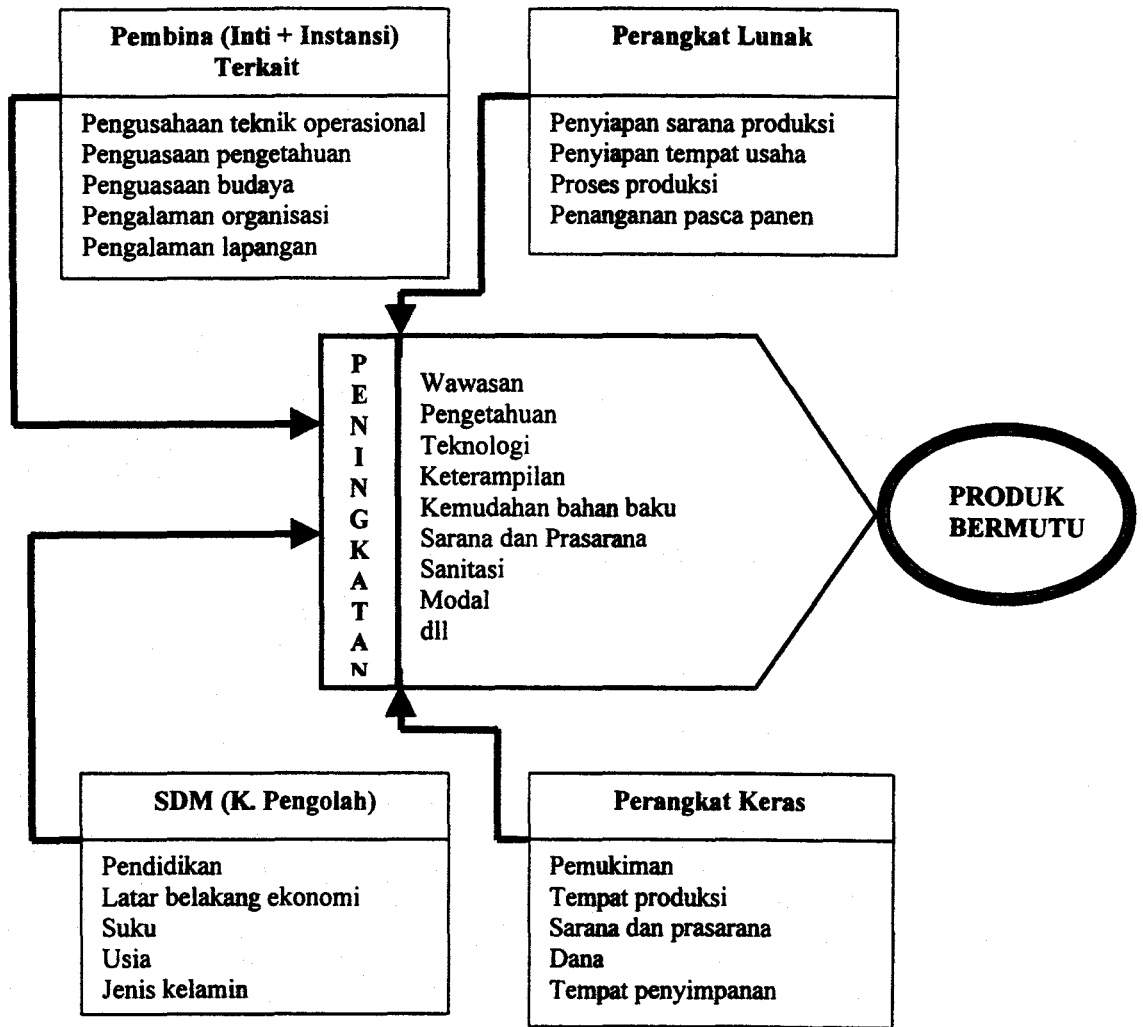 Pembina (Inti + Instansi)
Terkait
Pengusahaan teknik operasional
Penguasaan pengetahuan
Penguasaan budaya
Pengalaman organisasi
Pengalaman lapangan
Perangkat Lunak
Penyiapan sarana produksi
Penyiapan tempat usaha
Proses produksi
Penanganan pasca panen
P
E
N
I
N
G
K
A
T
A
N
Wawasan
Pengetahuan
Teknologi
Keterampilan
Kemudahan bahan baku
Sarana dan Prasarana
Sanitasi
Modal
dll
PRODUK
BERMUTU
SDM (K. Pengolah)
Pendidikan
Latar belakang ekonomi
Suku
Usia
Jenis kelamin
Perangkat Keras
Pemukiman
Tempat produksi
Sarana dan prasarana
Dana
Tempat penyimpanan